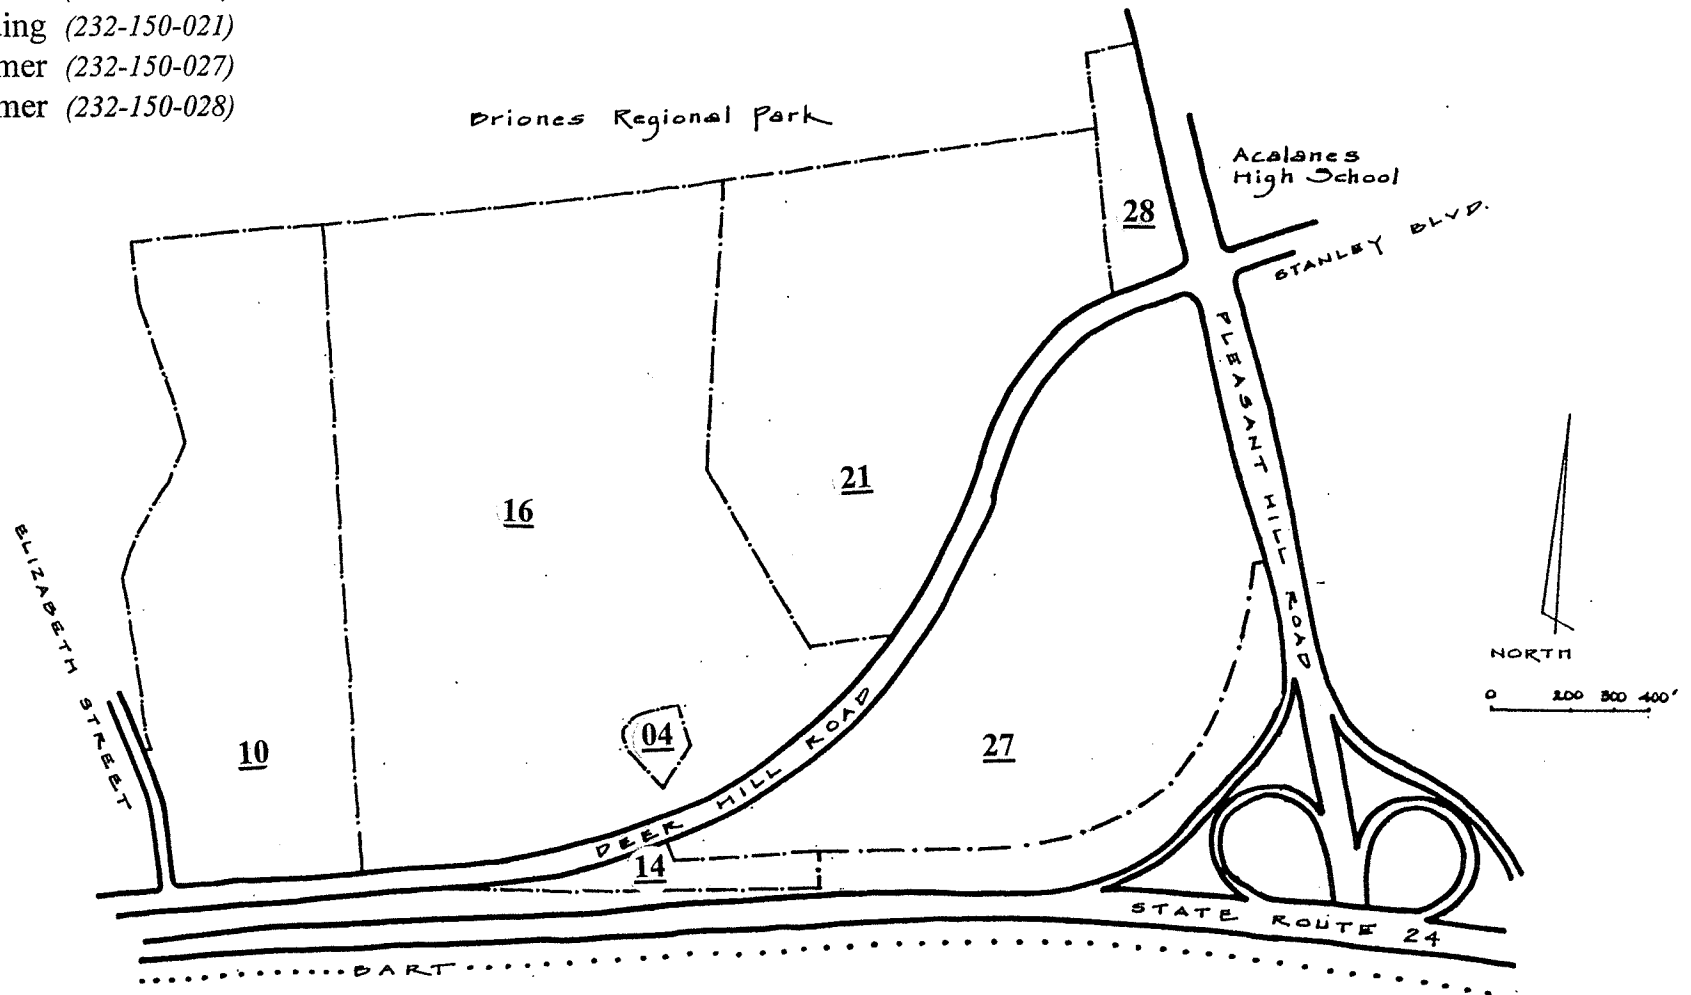 ing (232-150-021)
mer (232-150-027)
mer (232-150-028)
Briones Regional Park
Acalanes
High School
STANLEY BLVD.
28
PLEASANT HILL ROAD
21
16
ELIZABETH STREET
NORTH
0 200 300 400'
10
04
27
DEER HILL ROAD
14
STATE ROUTE 24
BART